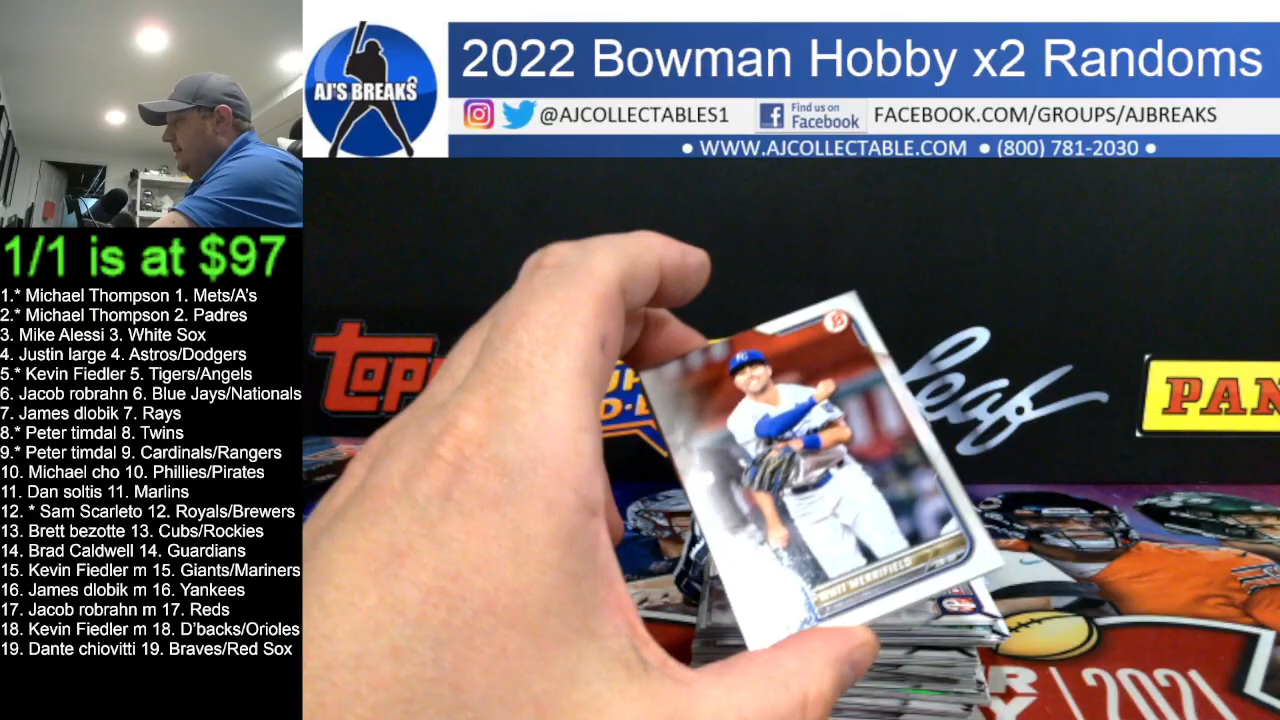 AJ'S BREAKS
2022 Bowman Hobby x2 Randoms
@AJCOLLECTABLES1
Find us on
Facebook
FACEBOOK.COM/GROUPS/AJBREAKS
● WWW.AJCOLLECTABLE.COM ● (800) 781-2030 ●
1/1 is at $97
1.* Michael Thompson 1. Mets/A's
2.* Michael Thompson 2. Padres
3. Mike Alessi 3. White Sox
4. Justin large 4. Astros/Dodgers
5.* Kevin Fiedler 5. Tigers/Angels
6. Jacob robrahn 6. Blue Jays/Nationals
7. James dlobik 7. Rays
8.* Peter timdal 8. Twins
9.* Peter timdal 9. Cardinals/Rangers
10. Michael cho 10. Phillies/Pirates
11. Dan soltis 11. Marlins
12. * Sam Scarleto 12. Royals/Brewers
13. Brett bezotte 13. Cubs/Rockies
14. Brad Caldwell 14. Guardians
15. Kevin Fiedler m 15. Giants/Mariners
16. James dlobik m 16. Yankees
17. Jacob robrahn m 17. Reds
18. Kevin Fiedler m 18. D'backs/Orioles
19. Dante chiovitti 19. Braves/Red Sox
topp
leaf
PAN
WHIT MERRIFIELD
2021